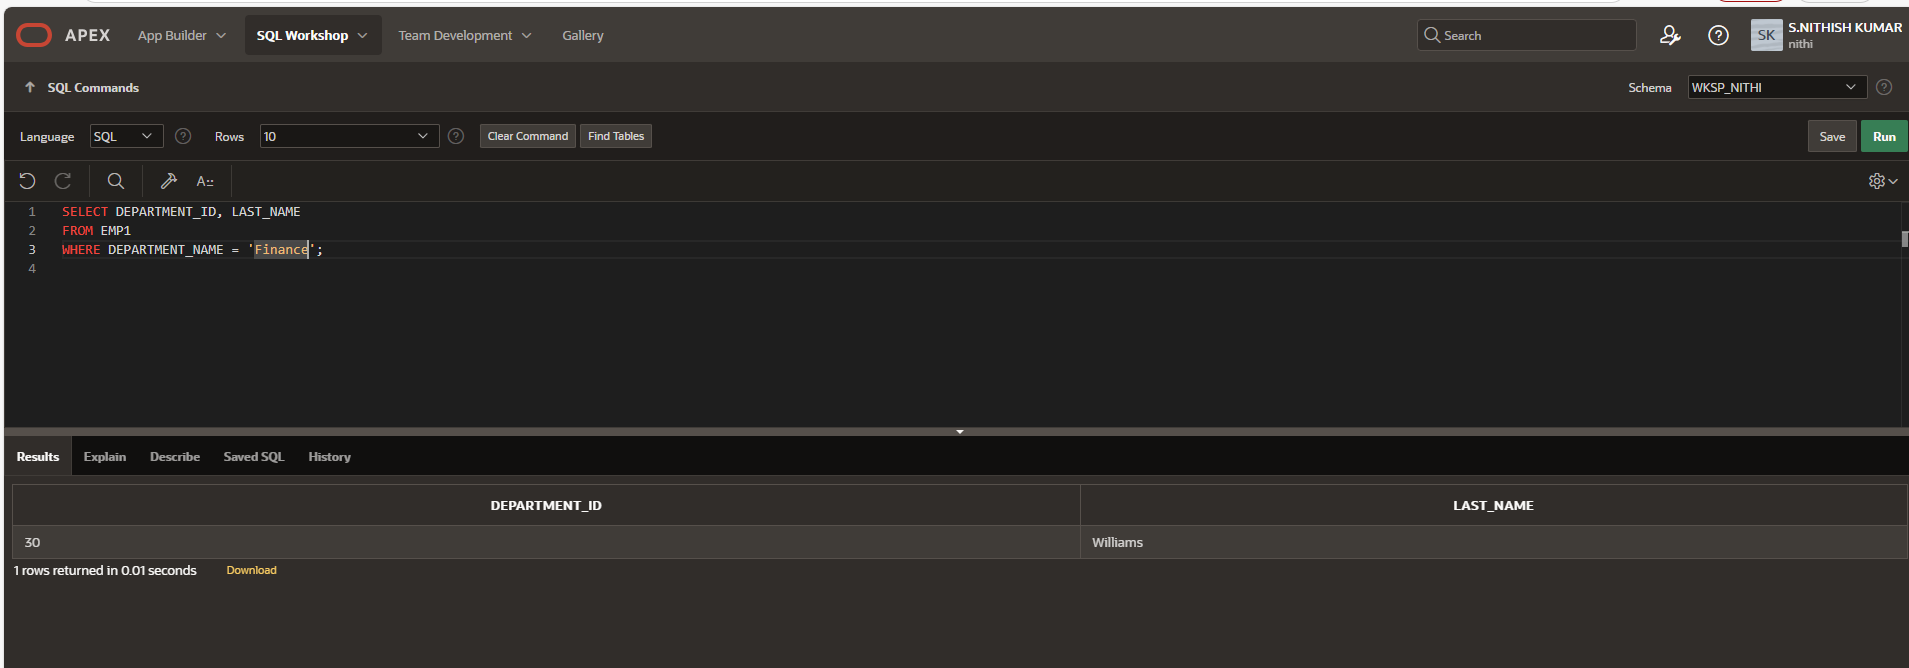 APEX App Builder SQL Workshop Team Development Gallery Search SK S.NITHISH KUMAR
nithi
SQL Commands Schema WKSP_NITHI
Language SQL Rows 10 Clear Command Find Tables Save Run
A
1 SELECT DEPARTMENT_ID, LAST_NAME
2 FROM EMP1
3 WHERE DEPARTMENT_NAME = 'Finance';
4
Results Explain Describe Saved SQL History
DEPARTMENT_ID LAST_NAME
30 Williams
1 rows returned in 0.01 seconds Download